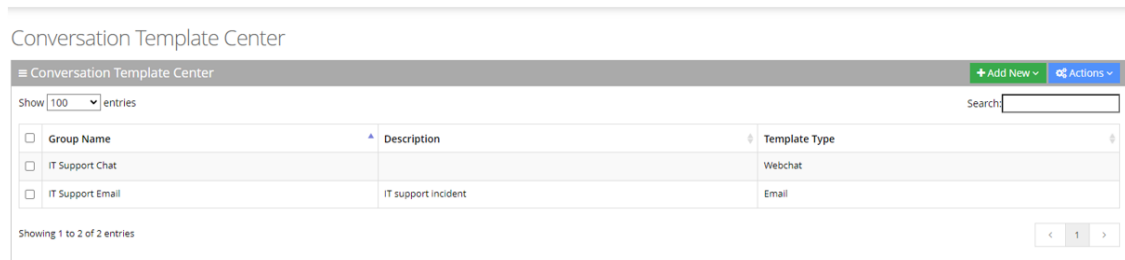 Conversation Template Center
Conversation Template Center Add New Actions
Show 100 entries Search:
Group Name Description Template Type
IT Support Chat Webchat
IT Support Email IT support incident Email
Showing 1 to 2 of 2 entries < 1 >